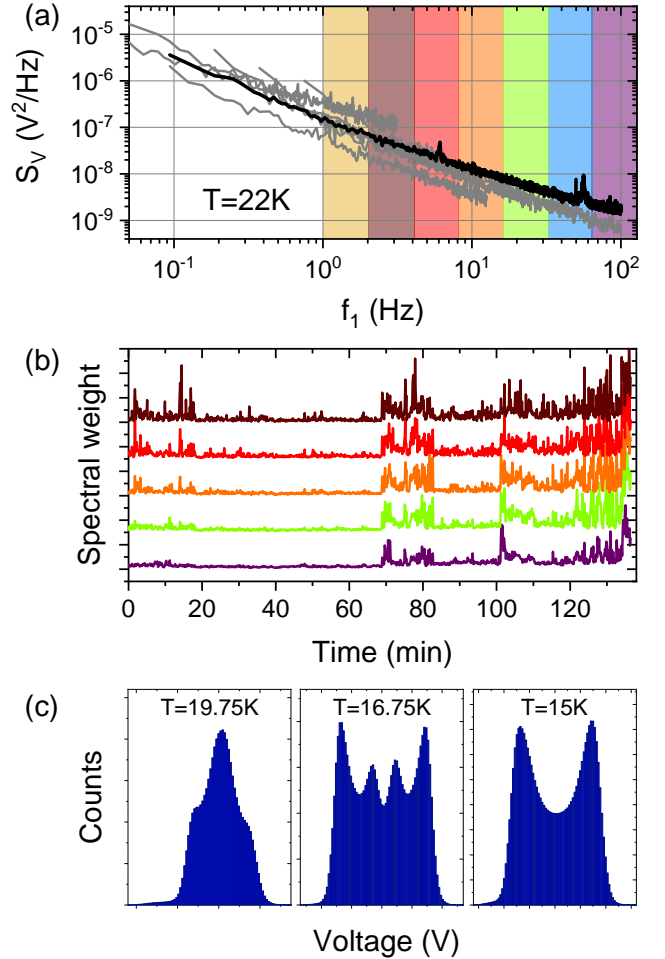 (a)
10⁻⁵
10⁻⁶
10⁻⁷
10⁻⁸
10⁻⁹
S_V (V²/Hz)
T=22K
10⁻¹ 10⁰ 10¹ 10²
f₁ (Hz)
(b)
Spectral weight
0 20 40 60 80 100 120
Time (min)
(c)
T=19.75K T=16.75K T=15K
Counts
Voltage (V)